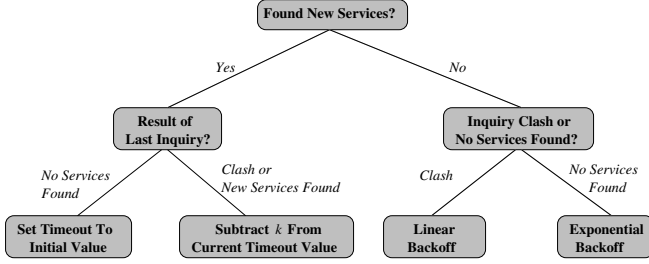 Found New Services?
Yes
No
Result of
Last Inquiry?
Inquiry Clash or
No Services Found?
No Services
Found
Clash or
New Services Found
Clash
No Services
Found
Set Timeout To
Initial Value
Subtract k From
Current Timeout Value
Linear
Backoff
Exponential
Backoff